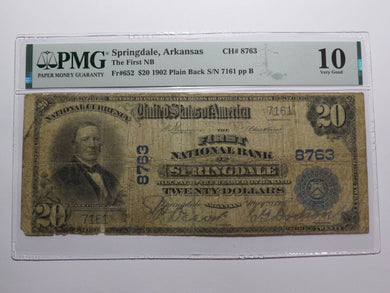 PMG
PAPER MONEY GUARANTY
Springdale, Arkansas CH# 8763
The First NB
Fr#652 $20 1902 Plain Back S/N 7161 pp B
10
Very Good
NATIONAL CURRENCY
United States of America
7161
20
THE
FIRST
NATIONAL BANK
OF
SPRINGDALE
8763
8763
TWENTY DOLLARS
20
7161
Springdale
ARKANSAS